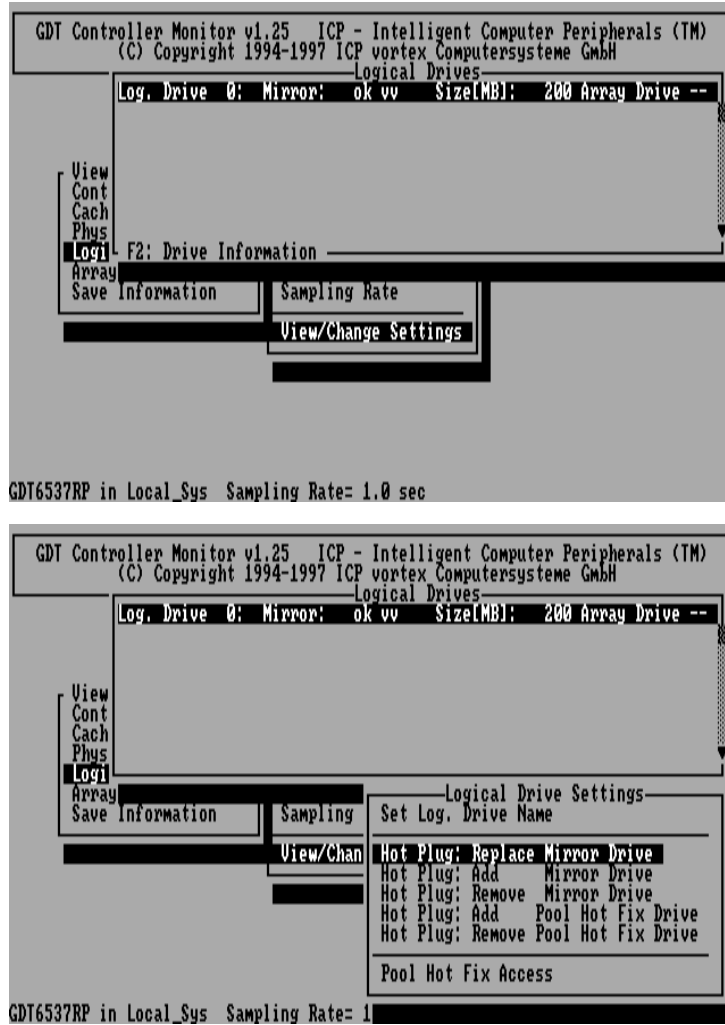 GDT Controller Monitor v1.25 ICP - Intelligent Computer Peripherals (TM)
(C) Copyright 1994-1997 ICP vortex Computersysteme GmbH
Logical Drives
Log. Drive 0: Mirror: ok vv Size[MB]: 200 Array Drive --
View
Cont
Cach
Phys
Logi
F2: Drive Information
Array
Save Information
Sampling Rate
View/Change Settings
GDT6537RP in Local_Sys Sampling Rate= 1.0 sec
GDT Controller Monitor v1.25 ICP - Intelligent Computer Peripherals (TM)
(C) Copyright 1994-1997 ICP vortex Computersysteme GmbH
Logical Drives
Log. Drive 0: Mirror: ok vv Size[MB]: 200 Array Drive --
View
Cont
Cach
Phys
Logi
Array
Save Information
Sampling
View/Chan
Logical Drive Settings
Set Log. Drive Name
Hot Plug: Replace Mirror Drive
Hot Plug: Add Mirror Drive
Hot Plug: Remove Mirror Drive
Hot Plug: Add Pool Hot Fix Drive
Hot Plug: Remove Pool Hot Fix Drive
Pool Hot Fix Access
GDT6537RP in Local_Sys Sampling Rate= 1